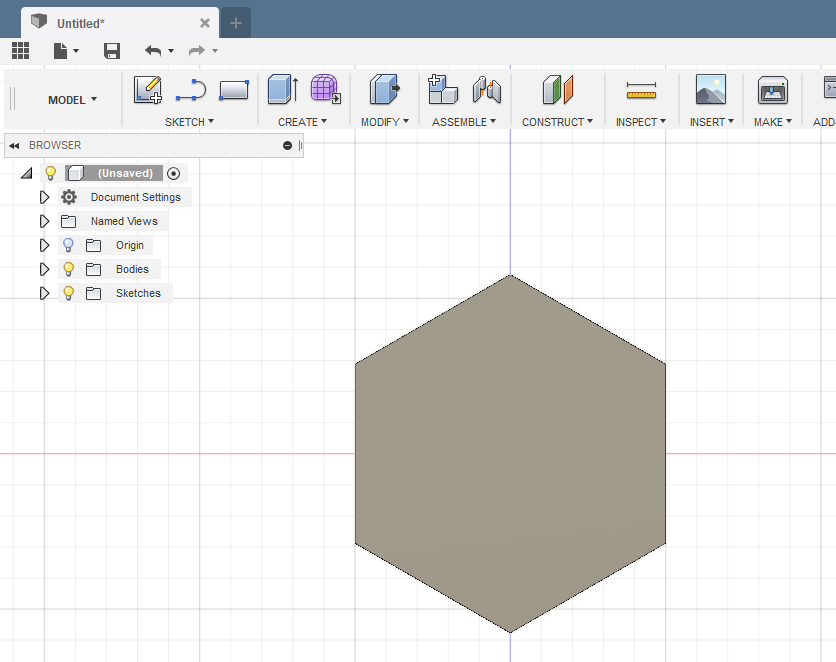 Untitled*
MODEL
SKETCH CREATE MODIFY ASSEMBLE CONSTRUCT INSPECT INSERT MAKE ADD
BROWSER
(Unsaved)
Document Settings
Named Views
Origin
Bodies
Sketches